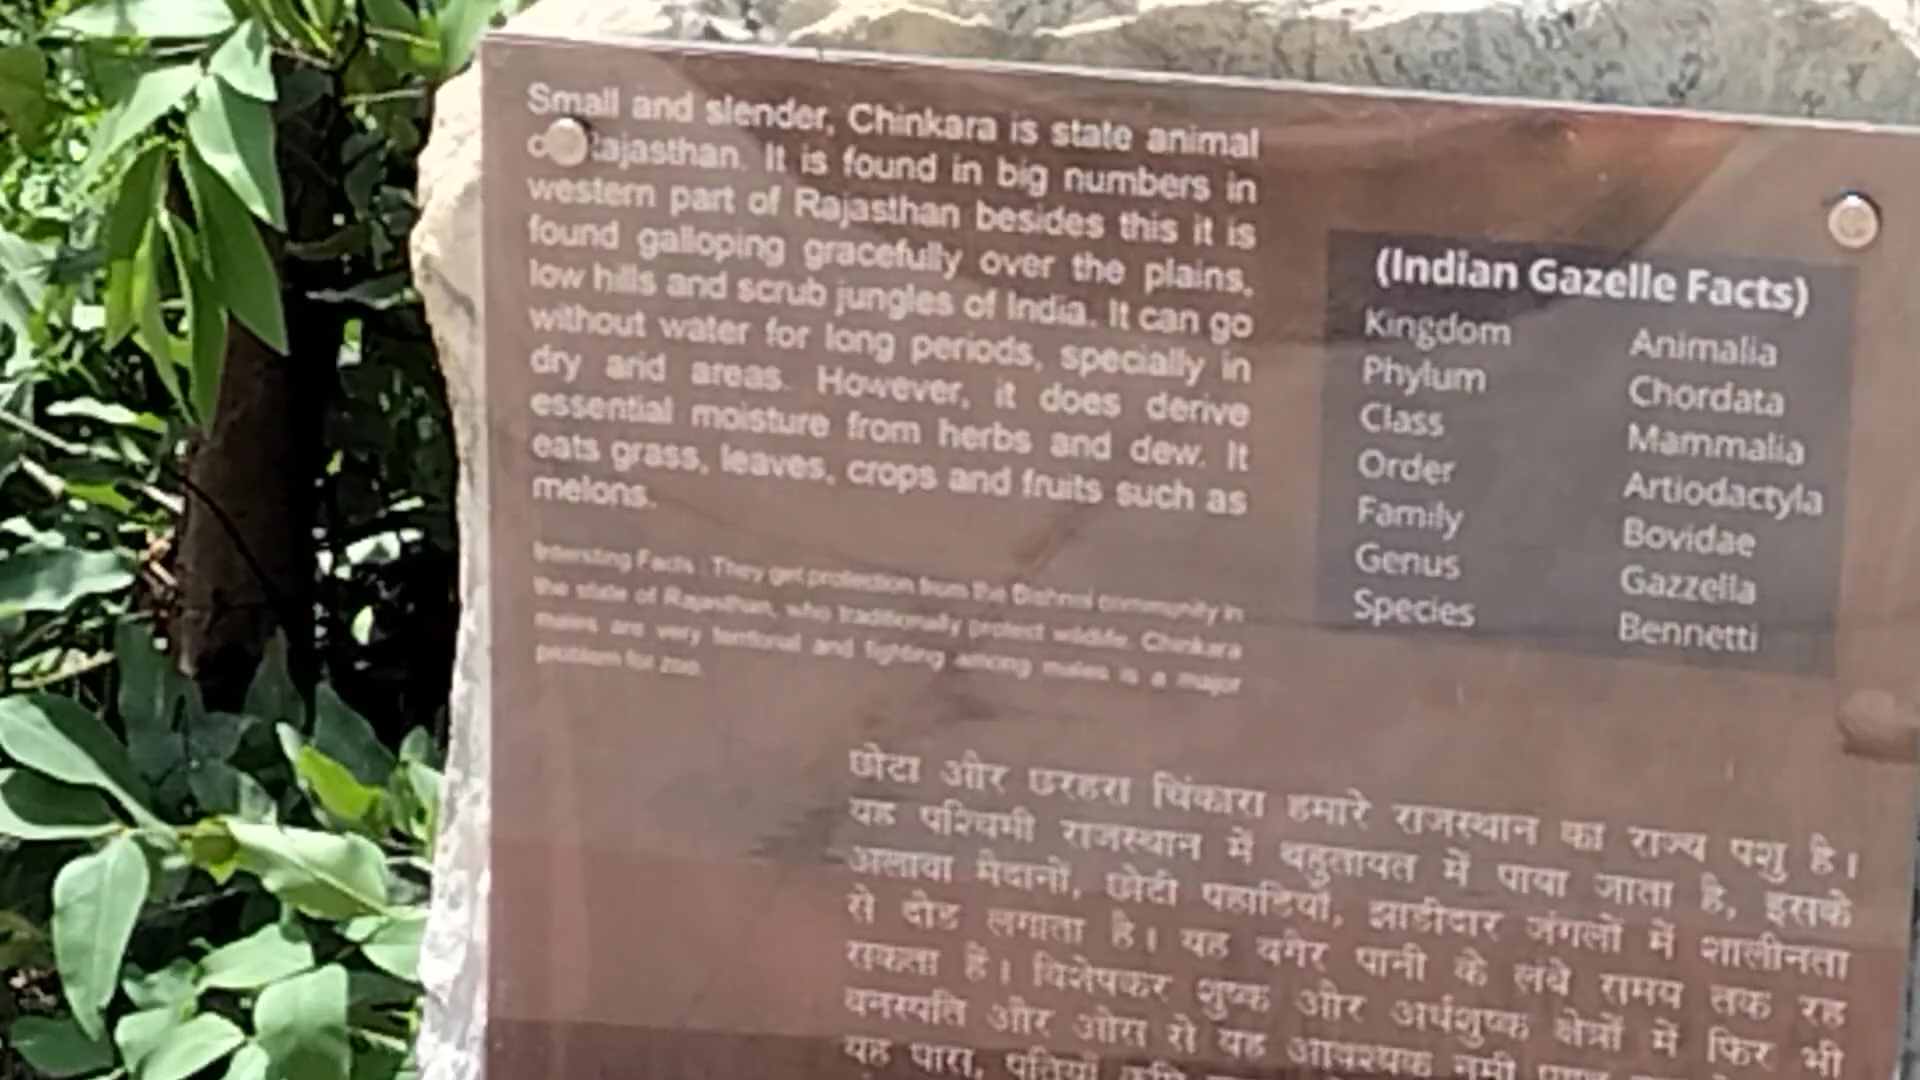 Small and slender, Chinkara is state animal
ajasthan. It is found in big numbers in
western part of Rajasthan besides this it is
found galloping gracefully over the plains,
low hills and scrub jungles of India. It can go
without water for long periods, specially in
dry arid areas. However, it does derive
essential moisture from herbs and dew. It
eats grass, leaves, crops and fruits such as
melons.
Intersting Facts : They get protection from the Bishnoi community in
the state of Rajasthan, who traditionally protect wildlife. Chinkara
males are very territorial and fighting among males is a major
problem for zoo.
(Indian Gazelle Facts)
Kingdom Animalia
Phylum Chordata
Class Mammalia
Order Artiodactyla
Family Bovidae
Genus Gazzella
Species Bennetti
छोटा और छरहरा चिंकारा हमारे राजस्थान का राज्य पशु है।
यह पश्चिमी राजस्थान में बहुतायत में पाया जाता है, इसके
अलावा मैदानों, छोटी पहाडियों, झाडीदार जंगलों में शालीनता
से दोड लगाता है। यह बगैर पानी के लंबे समय तक रह
सकता है। विशेषकर शुष्क और अर्धशुष्क क्षेत्रों में फिर भी
वनस्पति और ओस से यह आवश्यक नमी
यह घास, पतियाँ